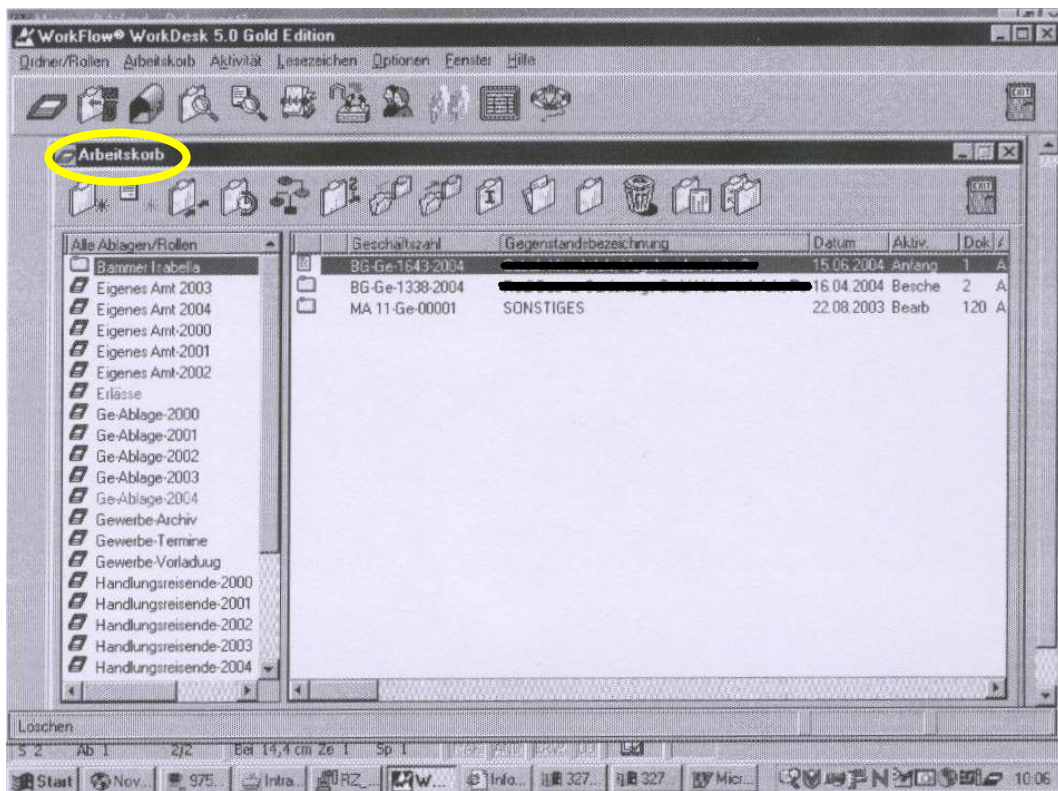 WorkFlow® WorkDesk 5.0 Gold Edition
Ordner/Rollen Arbeitskorb Aktivität Lesezeichen Optionen Fenster Hilfe
EXIT
Arbeitskorb
EXIT
Alle Ablagen/Rollen
Bammer Isabella
Eigenes Amt 2003
Eigenes Amt 2004
Eigenes Amt-2000
Eigenes Amt-2001
Eigenes Amt-2002
Erlässe
Ge-Ablage-2000
Ge-Ablage-2001
Ge-Ablage-2002
Ge-Ablage-2003
Ge-Ablage-2004
Gewerbe-Archiv
Gewerbe-Termine
Gewerbe-Vorladuug
Handlungsreisende-2000
Handlungsreisende-2001
Handlungsreisende-2002
Handlungsreisende-2003
Handlungsreisende-2004
Geschäftszahl Gegenstandsbezeichnung Datum Aktiv. Dok A
BG-Ge-1643-2004 15.06.2004 Anfang 1 A
BG-Ge-1338-2004 16.04.2004 Besche 2 A
MA 11-Ge-00001 SONSTIGES 22.08.2003 Bearb 120 A
Löschen
S 2 Ab 1 2/2 Bei 14,4 cm Ze 1 Sp 1
Start Nov... 975... Intra... RZ_... W... Info... 327... 327... Micr... 10:06